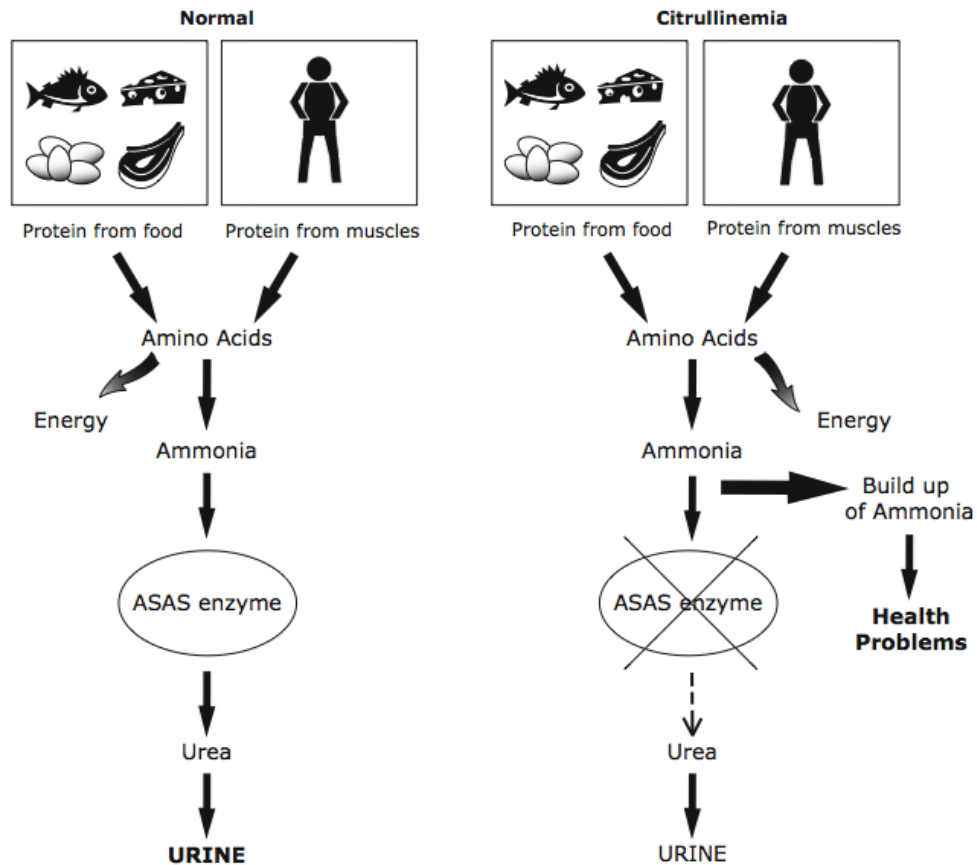 Normal
Protein from food
Protein from muscles
Amino Acids
Energy
Ammonia
ASAS enzyme
Urea
URINE
Citrullinemia
Protein from food
Protein from muscles
Amino Acids
Energy
Ammonia
Build up
of Ammonia
ASAS enzyme
Health
Problems
Urea
URINE